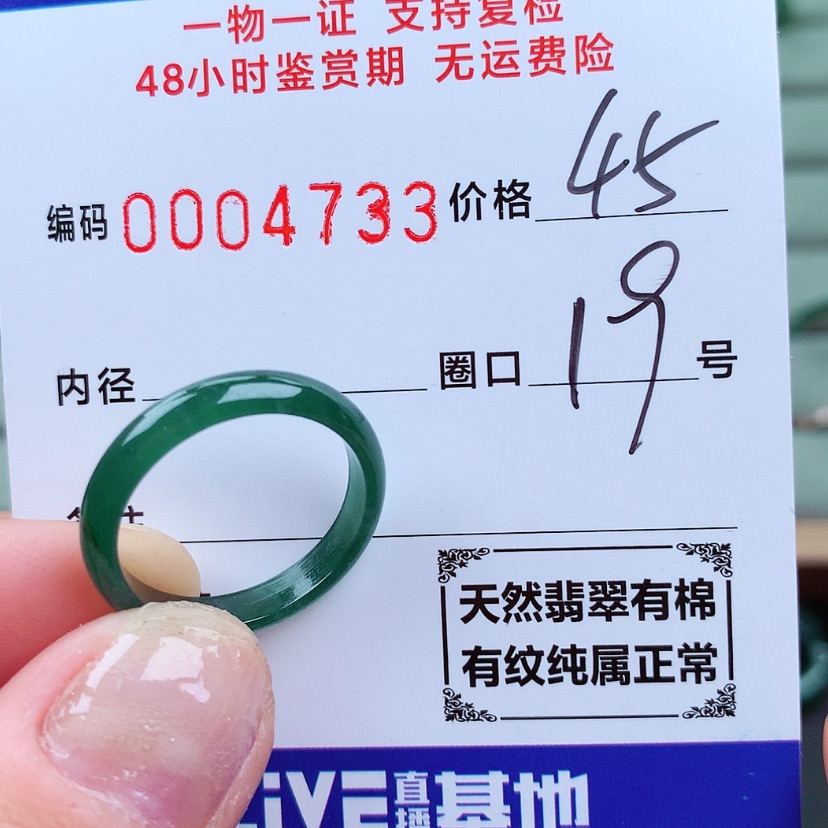 一物一证 支持复检
48小时鉴赏期 无运费险
编码 0004733 价格 45
内径 圈口 19 号
天然翡翠有棉
有纹纯属正常
LiVE 直播 基地